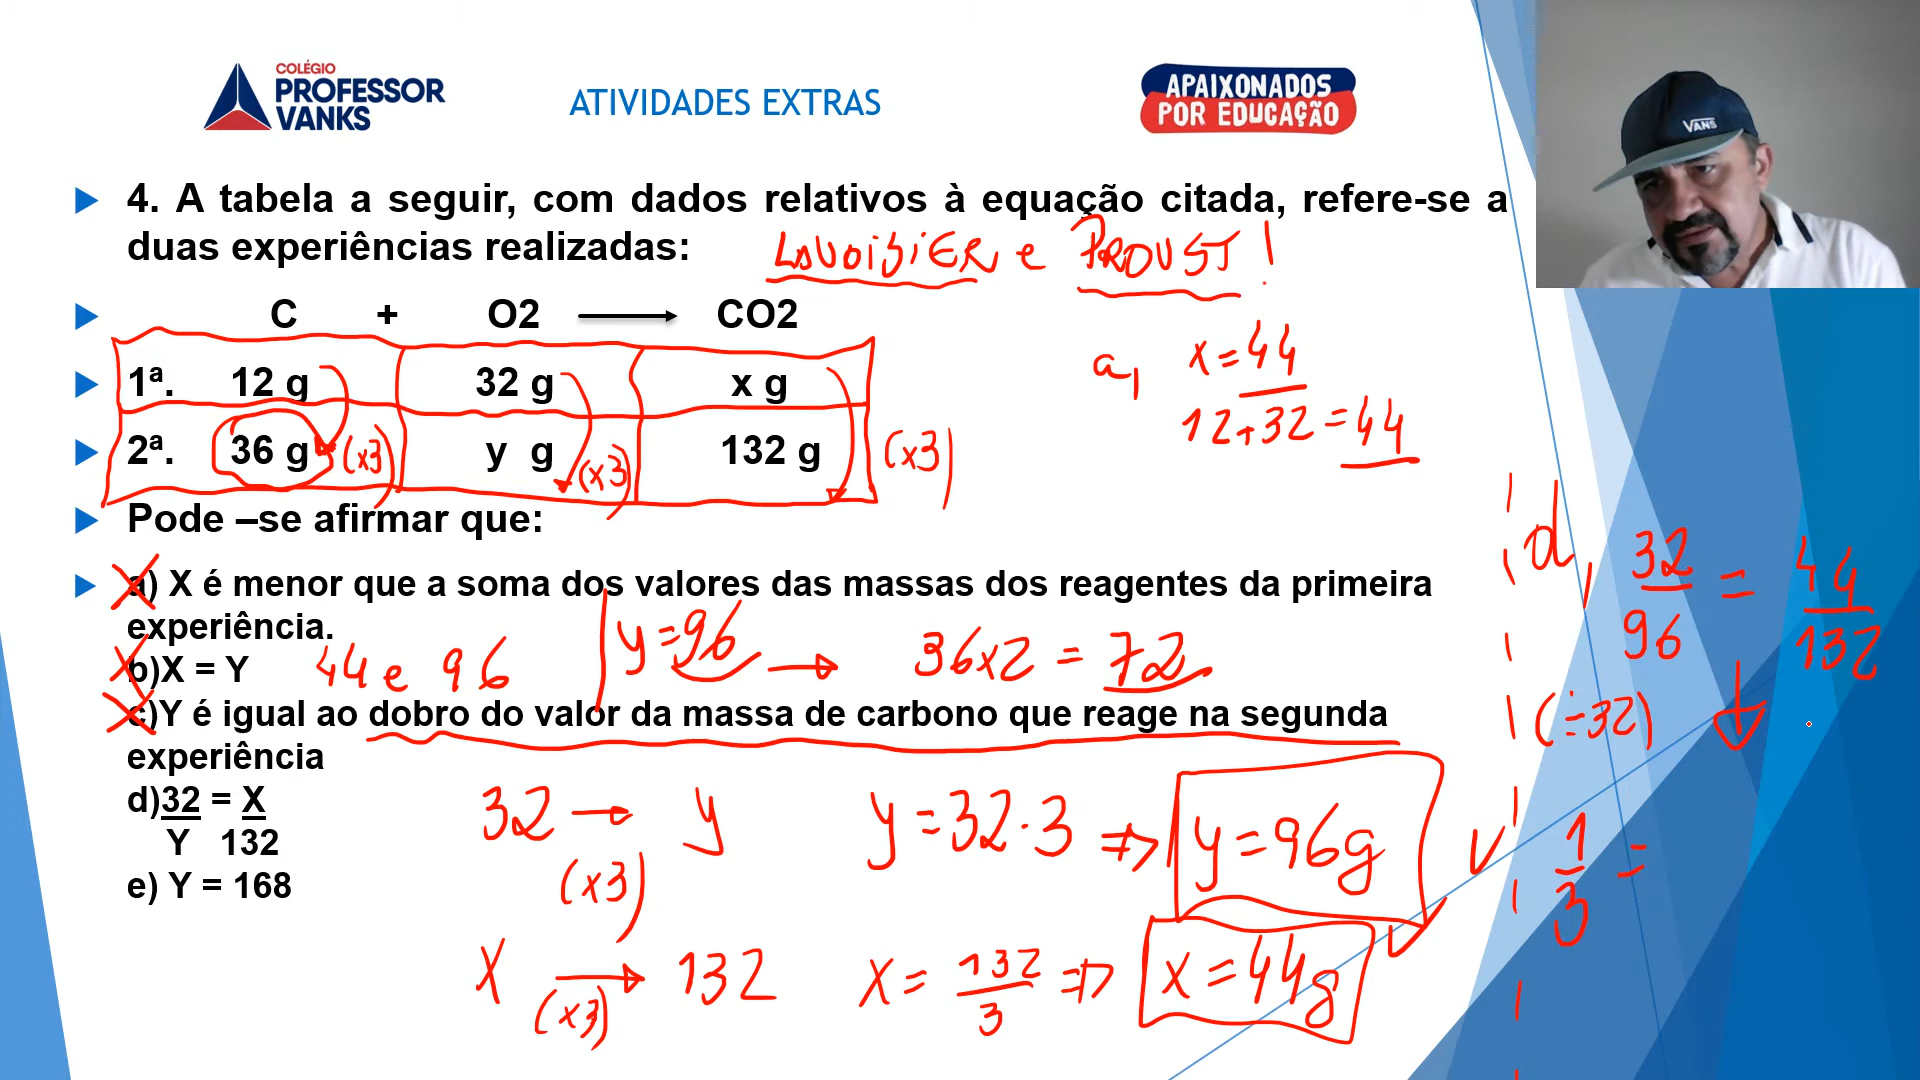 COLÉGIO
PROFESSOR
VANKS
ATIVIDADES EXTRAS
APAIXONADOS
POR EDUCAÇÃO
VANS
4. A tabela a seguir, com dados relativos à equação citada, refere-se a
duas experiências realizadas:
LAVOISIER e PROUST!
C + O2 ⟶ CO2
1ª. 12 g 32 g x g
2ª. 36 g (x3) y g (x3) 132 g (x3)
a, x=44
12+32=44
Pode –se afirmar que:
a) X é menor que a soma dos valores das massas dos reagentes da primeira
experiência.
b)X = Y 44 e 96 y=96 → 36x2=72
c)Y é igual ao dobro do valor da massa de carbono que reage na segunda
experiência
d)32 = X
Y 132
e) Y = 168
32 → y y=32·3 ⇒ y=96g
(x3)
x → 132 x=132 ⇒ x=44g
(x3) 3
d, 32 = 44
96 132
(÷32)
1 =
3